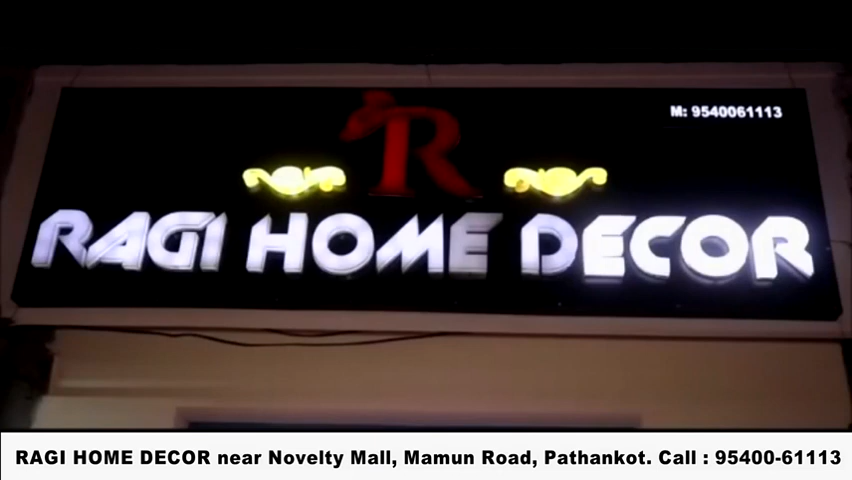 M: 9540061113
R
RAGI HOME DECOR
RAGI HOME DECOR near Novelty Mall, Mamun Road, Pathankot. Call : 95400-61113